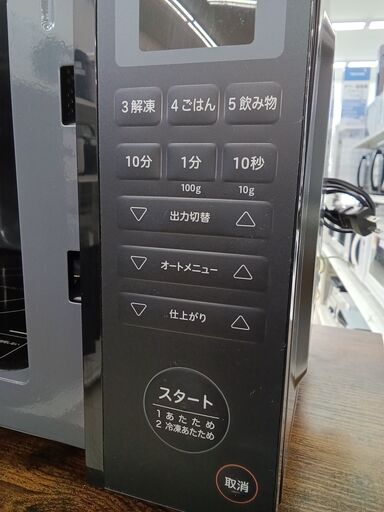 3 解凍 4 ごはん 5 飲み物
10分 1分 10秒
100g 10g
▽ 出力切替 △
▽ オートメニュー △
▽ 仕上がり △
スタート
1 あたため
2 冷凍あたため
取消